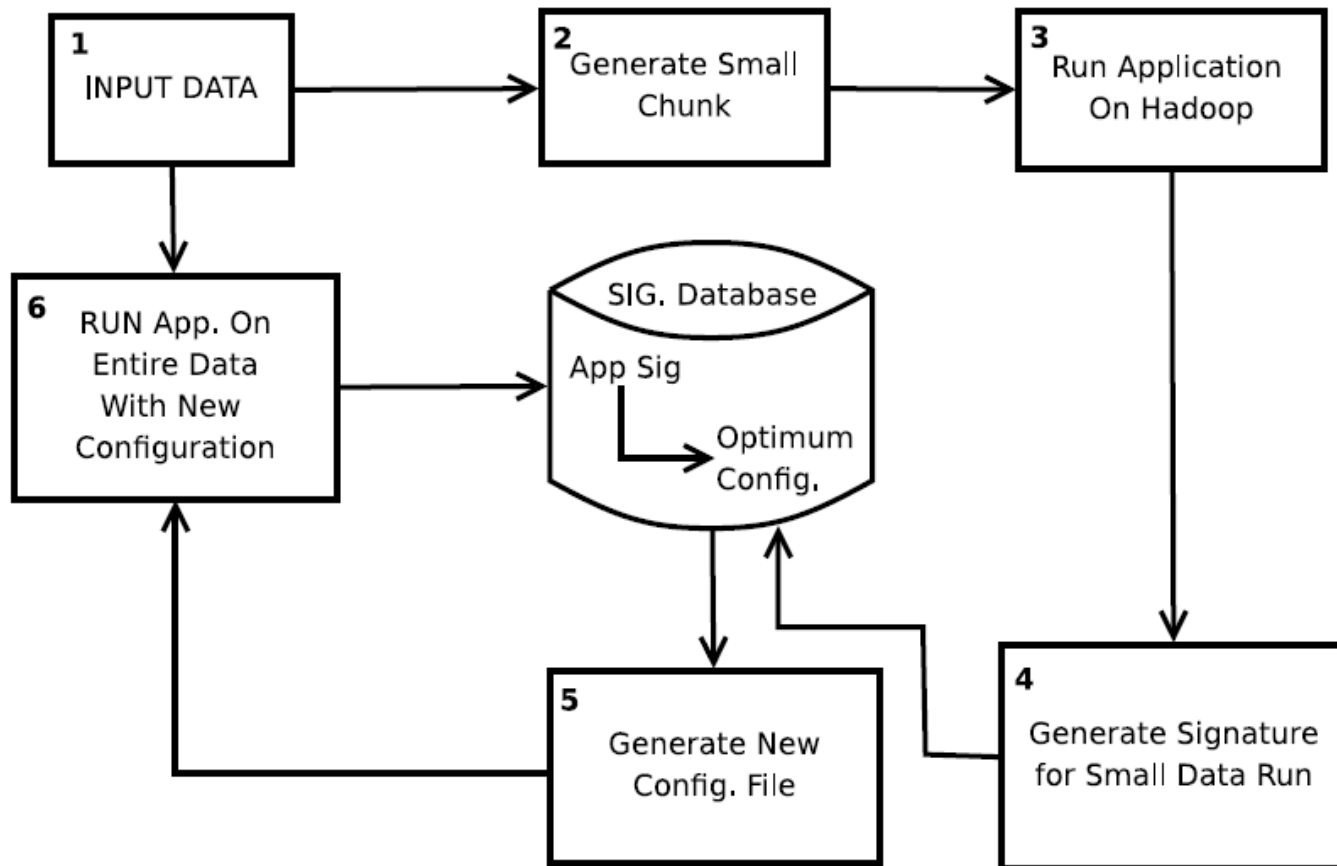 1
INPUT DATA
2
Generate Small
Chunk
3
Run Application
On Hadoop
6
RUN App. On
Entire Data
With New
Configuration
SIG. Database
App Sig
Optimum
Config.
5
Generate New
Config. File
4
Generate Signature
for Small Data Run